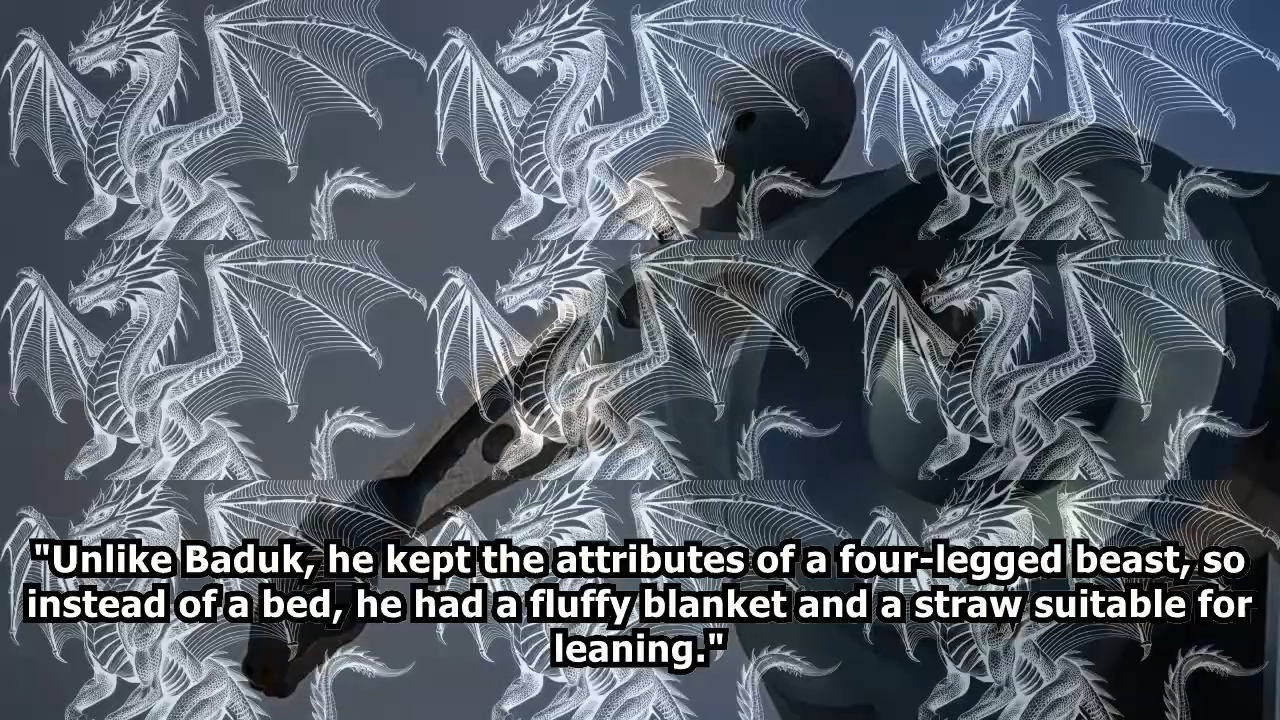 "Unlike Baduk, he kept the attributes of a four-legged beast, so
instead of a bed, he had a fluffy blanket and a straw suitable for
leaning."